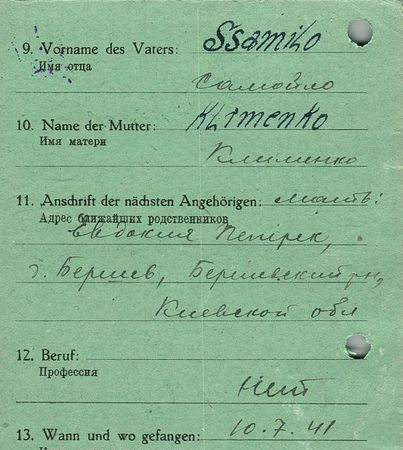 9. Vorname des Vaters: Ssamilo
Имя отца
Самойло
10. Name der Mutter: Klimenko
Имя матери
Клименко
11. Anschrift der nächsten Angehörigen: мать:
Адрес ближайших родственников
Евдокия
Киевской обл
12. Beruf:
Профессия
Нет
10.7.41
13. Wann und wo gefangen: